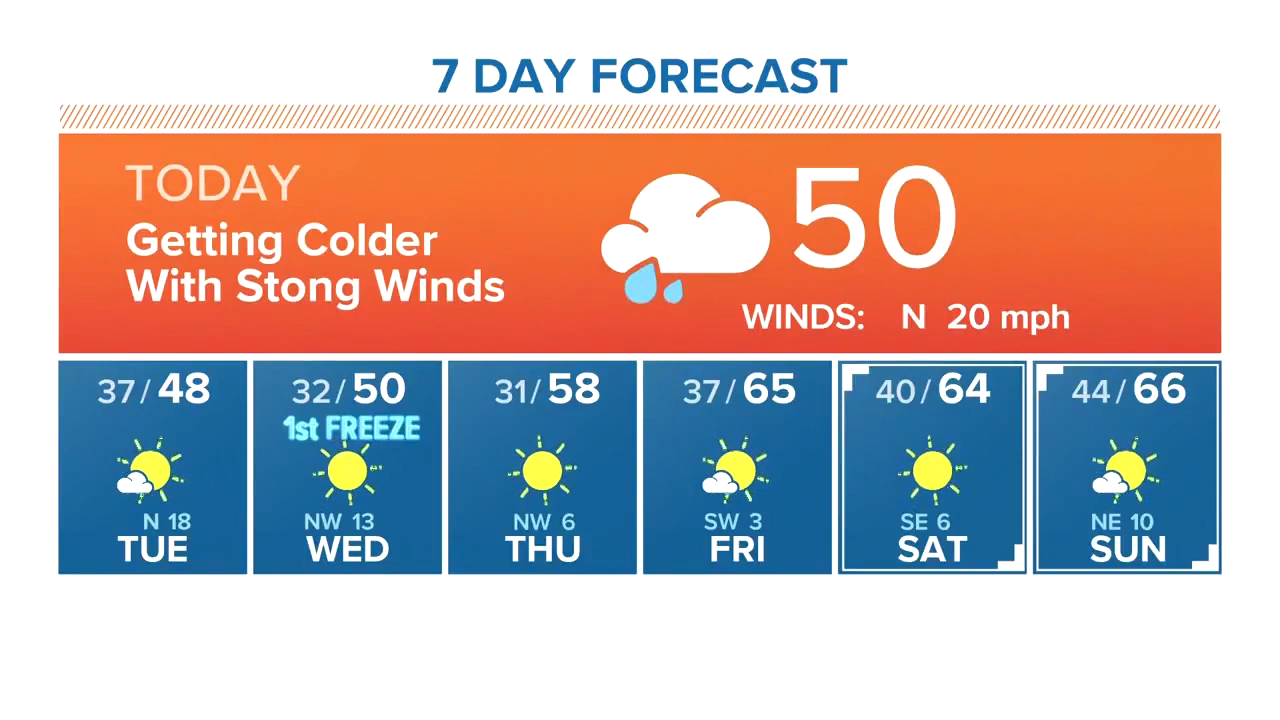 7 DAY FORECAST
TODAY
Getting Colder
With Stong Winds
50
WINDS: N 20 mph
37/48
N 18
TUE
32/50
1st FREEZE
NW 13
WED
31/58
NW 6
THU
37/65
SW 3
FRI
40/64
SE 6
SAT
44/66
NE 10
SUN